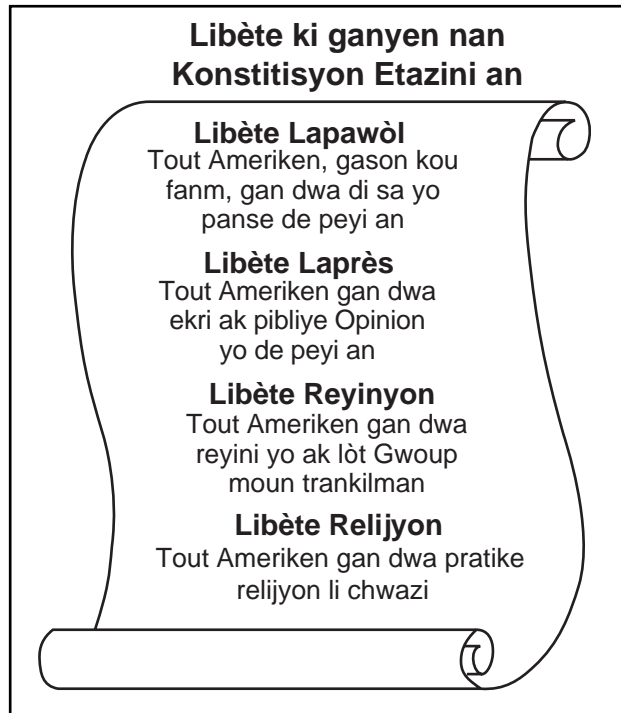 Libète ki ganyen nan
Konstitisyon Etazini an
Libète Lapawòl
Tout Ameriken, gason kou
fanm, gan dwa di sa yo
panse de peyi an
Libète Laprès
Tout Ameriken gan dwa
ekri ak pibliye Opinion
yo de peyi an
Libète Reyinyon
Tout Ameriken gan dwa
reyini yo ak lòt Gwoup
moun trankilman
Libète Relijyon
Tout Ameriken gan dwa pratike
relijyon li chwazi